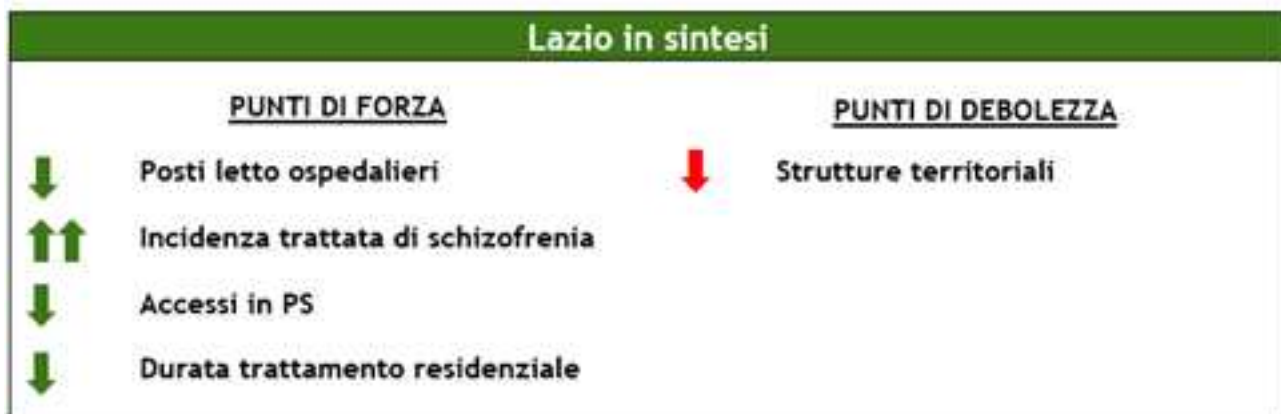 Lazio in sintesi
PUNTI DI FORZA
Posti letto ospedalieri
Incidenza trattata di schizofrenia
Accessi in PS
Durata trattamento residenziale
PUNTI DI DEBOLEZZA
Strutture territoriali